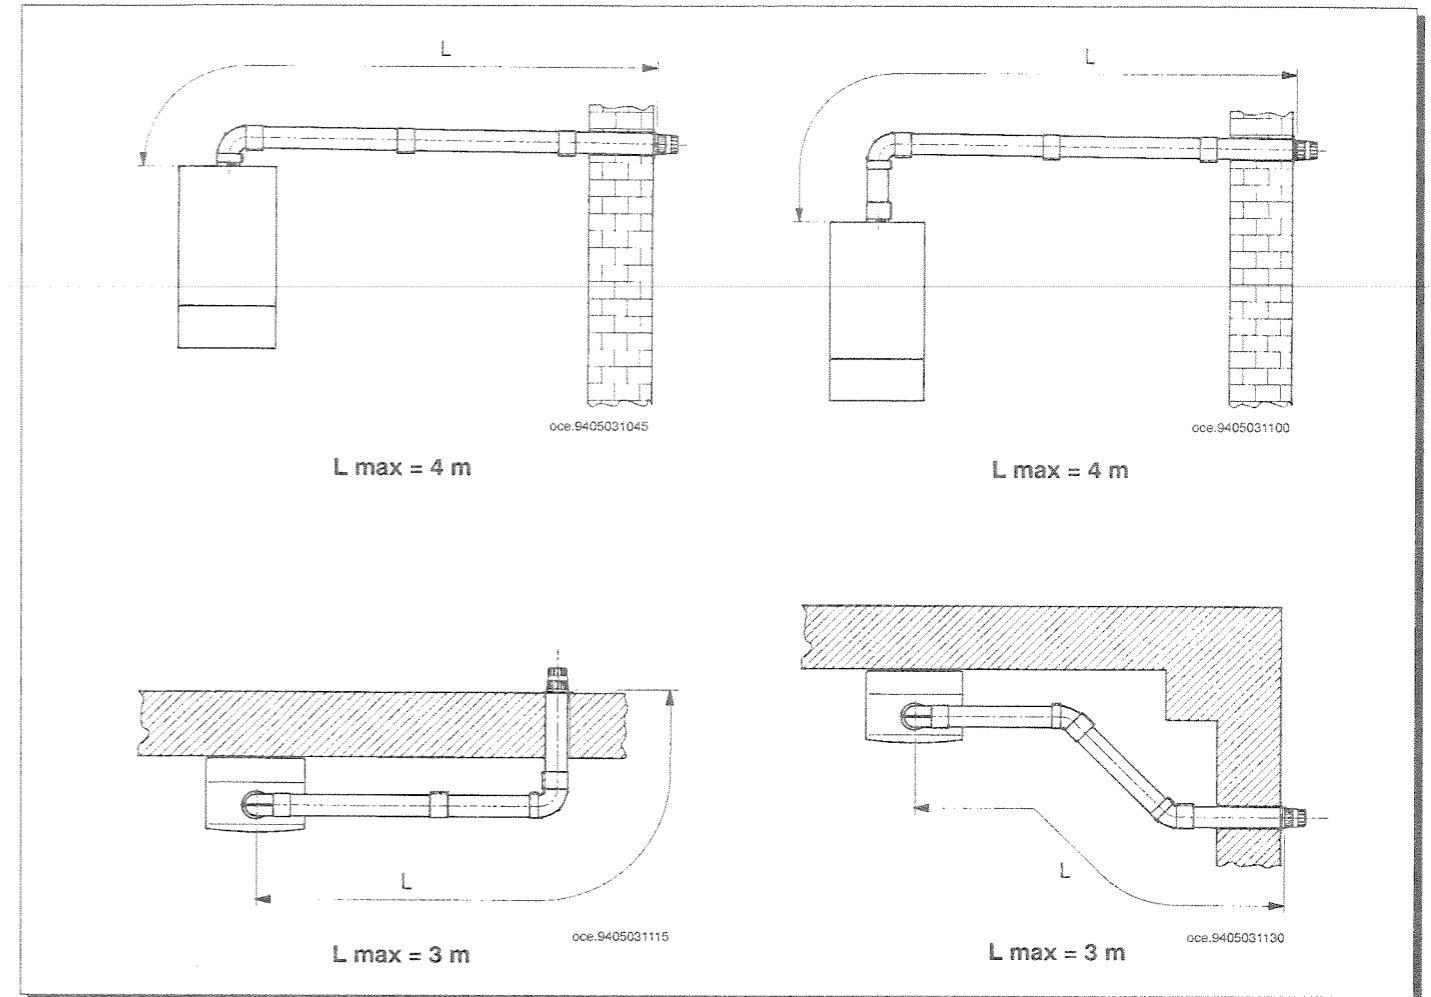 L
L
oce.9405031045
oce.9405031100
L max = 4 m
L max = 4 m
L
L
oce.9405031115
oce.9405031130
L max = 3 m
L max = 3 m